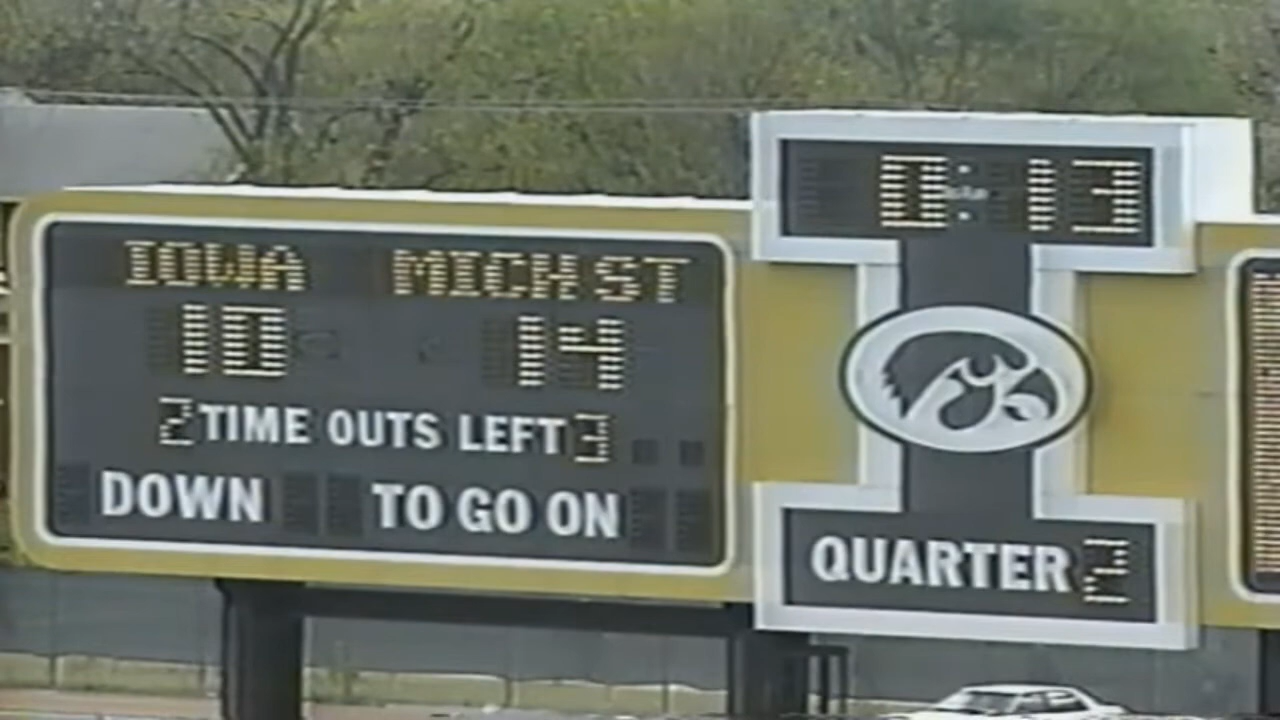 0:13
IOWA MICH ST
10 14
2 TIME OUTS LEFT 3
DOWN TO GO ON
QUARTER 2